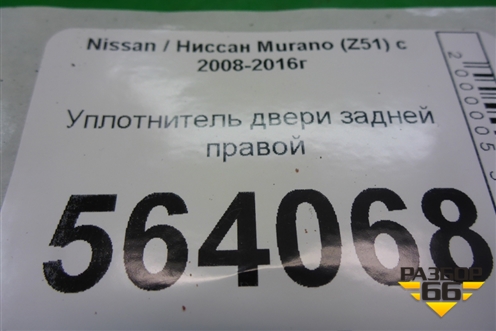 Nissan / Ниссан Murano (Z51) с
2008-2016г
Уплотнитель двери задней
правой
564068
РАЗБОР
66